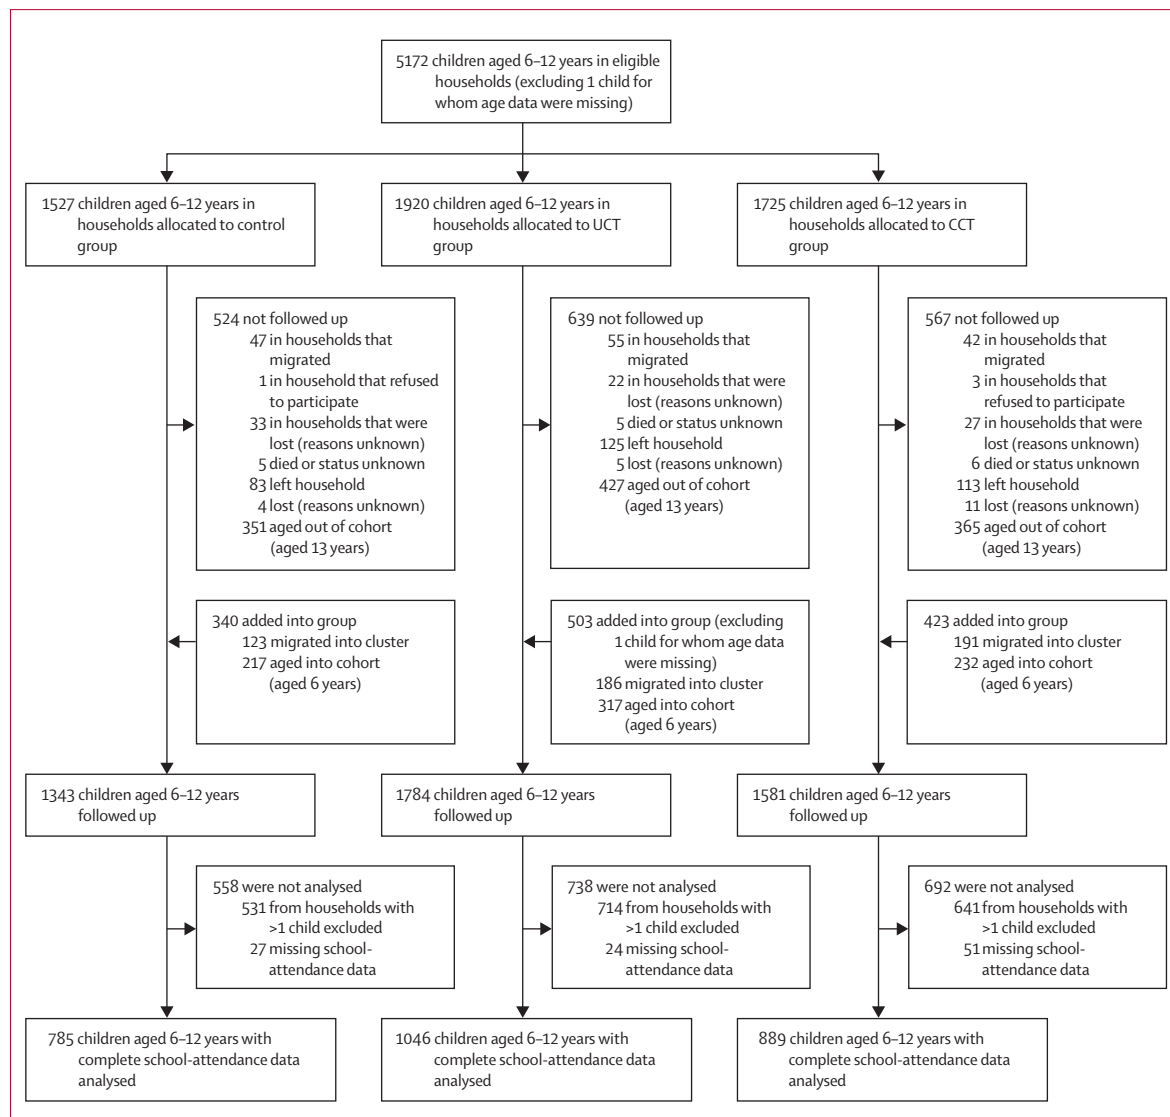 5172 children aged 6–12 years in eligible
households (excluding 1 child for
whom age data were missing)
1527 children aged 6–12 years in
households allocated to control
group
1920 children aged 6–12 years in
households allocated to UCT
group
1725 children aged 6–12 years in
households allocated to CCT
group
524 not followed up
47 in households that
migrated
1 in household that refused
to participate
33 in households that were
lost (reasons unknown)
5 died or status unknown
83 left household
4 lost (reasons unknown)
351 aged out of cohort
(aged 13 years)
639 not followed up
55 in households that
migrated
22 in households that were
lost (reasons unknown)
5 died or status unknown
125 left household
5 lost (reasons unknown)
427 aged out of cohort
(aged 13 years)
567 not followed up
42 in households that
migrated
3 in households that
refused to participate
27 in households that were
lost (reasons unknown)
6 died or status unknown
113 left household
11 lost (reasons unknown)
365 aged out of cohort
(aged 13 years)
340 added into group
123 migrated into cluster
217 aged into cohort
(aged 6 years)
503 added into group (excluding
1 child for whom age data
were missing)
186 migrated into cluster
317 aged into cohort
(aged 6 years)
423 added into group
191 migrated into cluster
232 aged into cohort
(aged 6 years)
1343 children aged 6–12 years
followed up
1784 children aged 6–12 years
followed up
1581 children aged 6–12 years
followed up
558 were not analysed
531 from households with
>1 child excluded
27 missing school-
attendance data
738 were not analysed
714 from households with
>1 child excluded
24 missing school-
attendance data
692 were not analysed
641 from households with
>1 child excluded
51 missing school-
attendance data
785 children aged 6–12 years with
complete school-attendance data
analysed
1046 children aged 6–12 years with
complete school-attendance data
analysed
889 children aged 6–12 years with
complete school-attendance data
analysed